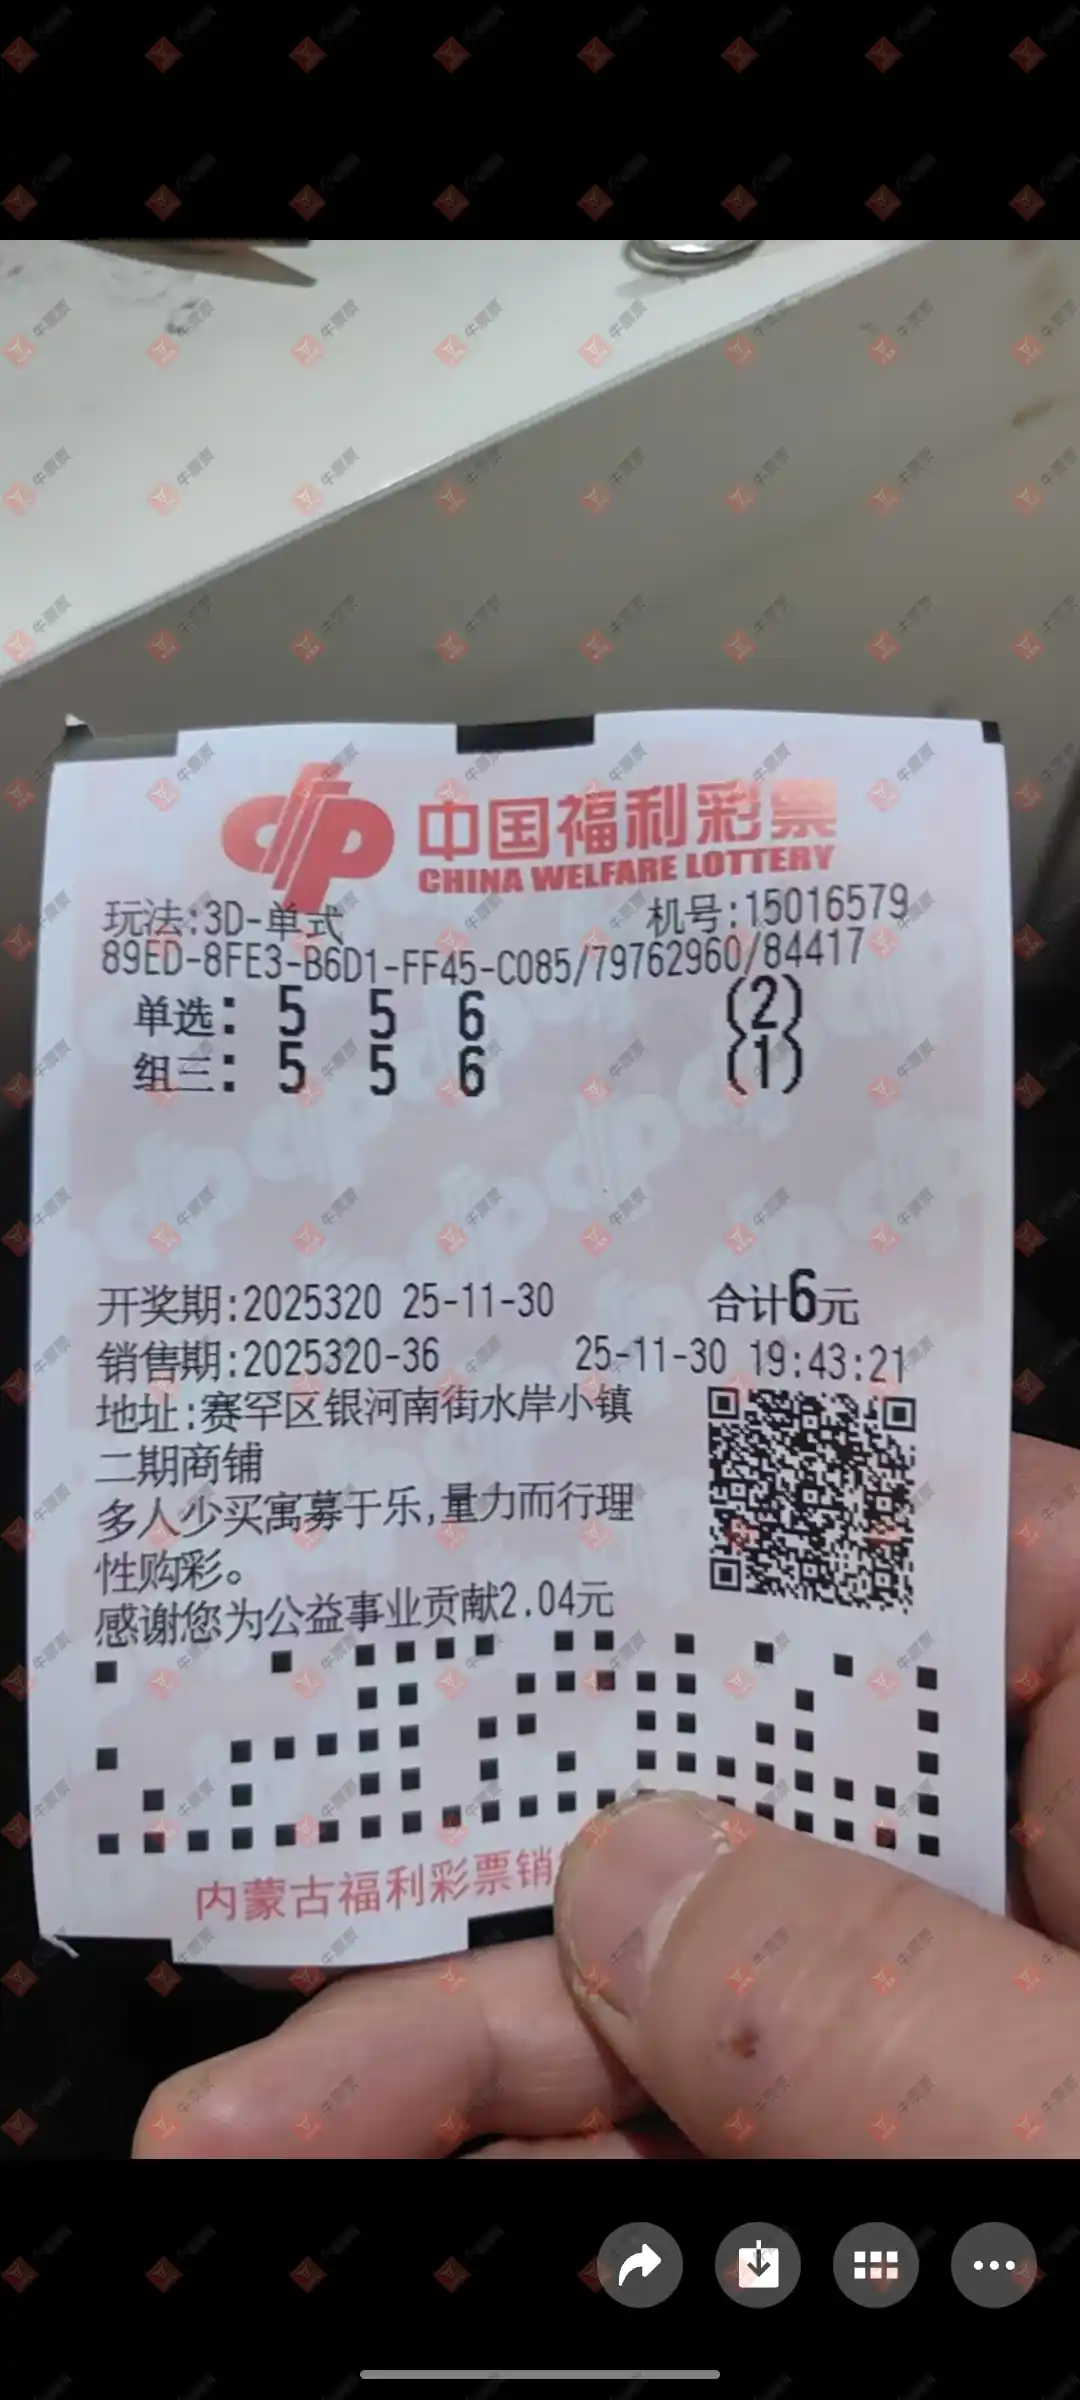 中国福利彩票
CHINA WELFARE LOTTERY
玩法:3D-单式 机号:15016579
89ED-8FE3-B6D1-FF45-C085/79762960/84417
单选: 5 5 6 (2)
组三: 5 5 6 (1)
开奖期:2025320 25-11-30 合计6元
销售期:2025320-36 25-11-30 19:43:21
地址:赛罕区银河南街水岸小镇
二期商铺
多人少买寓募于乐,量力而行理
性购彩。
感谢您为公益事业贡献2.04元
内蒙古福利彩票销